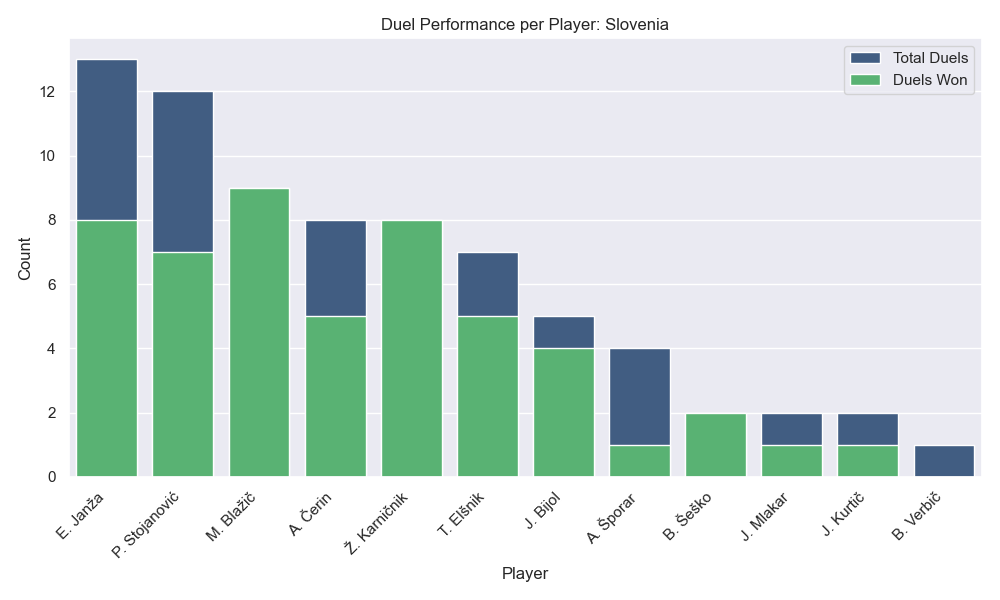 Duel Performance per Player: Slovenia
Total Duels
Duels Won
Count
12
10
8
6
4
2
0
E. Janža
P. Stojanović
M. Blažič
A. Čerin
Ž. Karničnik
T. Elšnik
J. Bijol
A. Šporar
B. Šeško
J. Mlakar
J. Kurtič
B. Verbič
Player